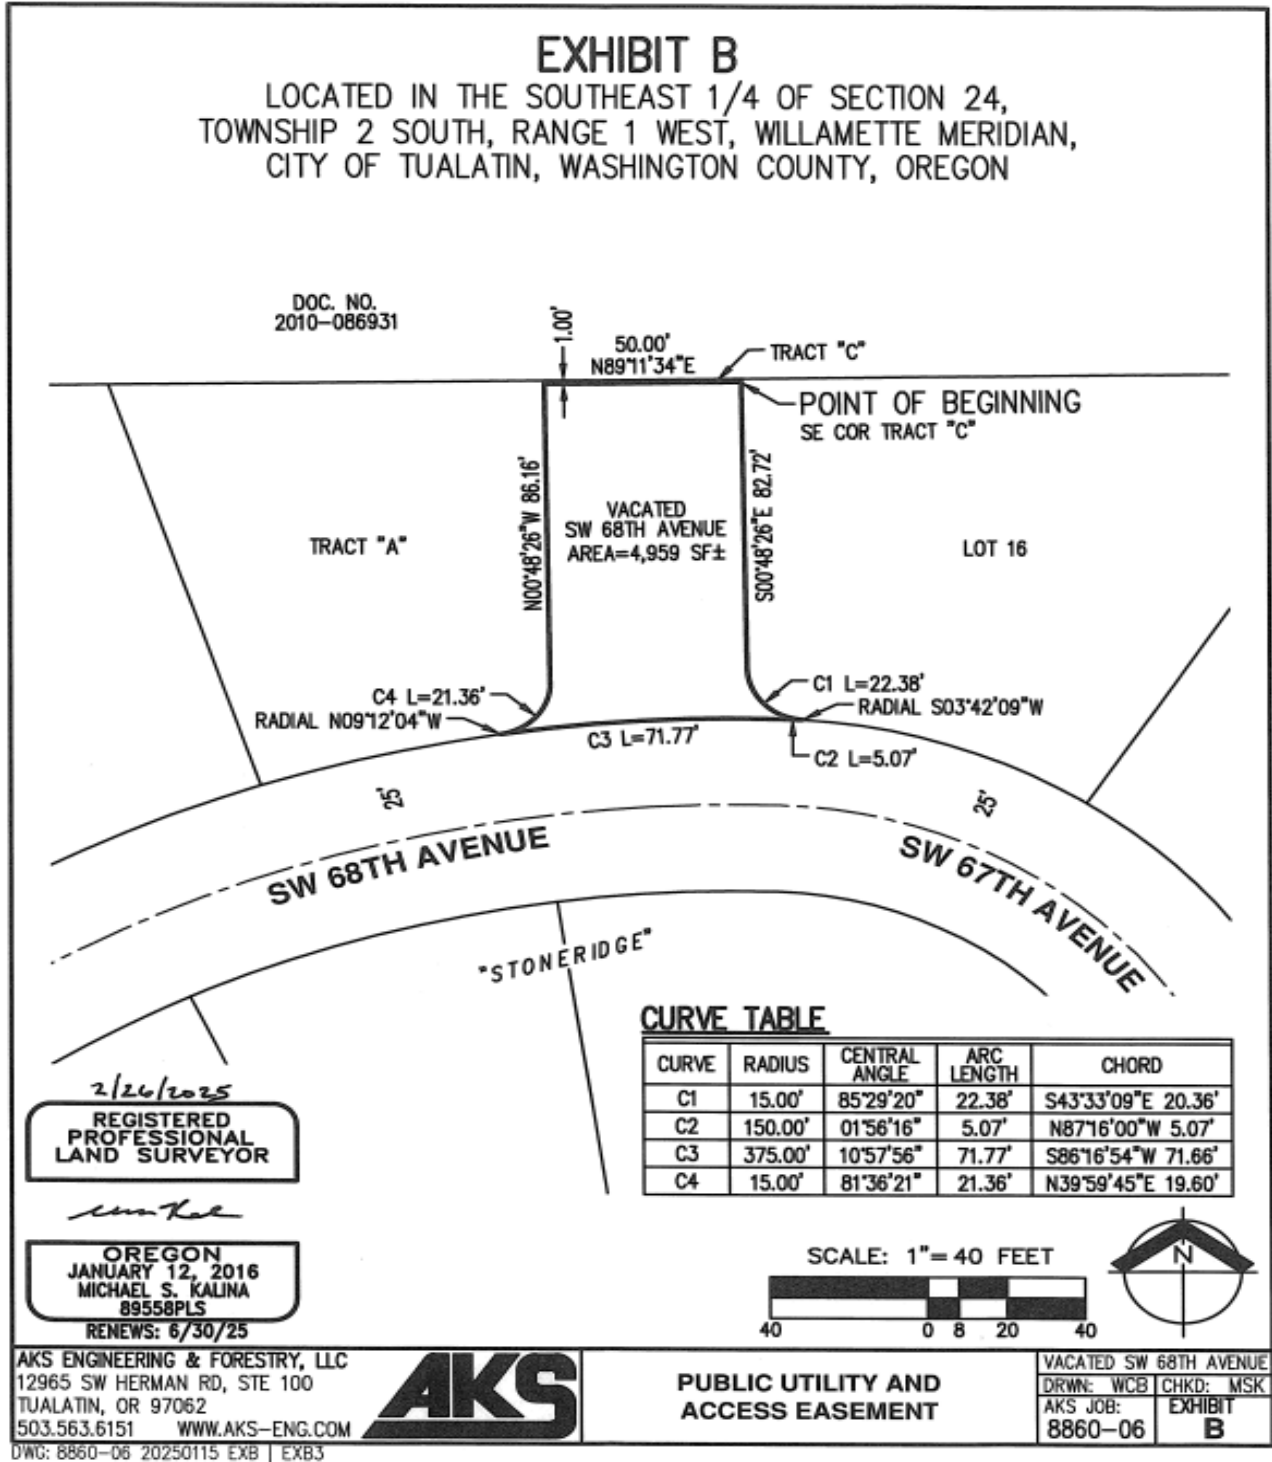 EXHIBIT B
LOCATED IN THE SOUTHEAST 1/4 OF SECTION 24,
TOWNSHIP 2 SOUTH, RANGE 1 WEST, WILLAMETTE MERIDIAN,
CITY OF TUALATIN, WASHINGTON COUNTY, OREGON
DOC. NO.
2010-086931
1.00'
50.00'
N89°11'34"E
TRACT "C"
POINT OF BEGINNING
SE COR TRACT "C"
N00°48'26"W 86.16'
VACATED
SW 68TH AVENUE
AREA=4,959 SF±
S00°48'26"E 82.72'
TRACT "A"
LOT 16
C4 L=21.36'
RADIAL N09°12'04"W
C1 L=22.38'
RADIAL S03°42'09"W
C3 L=71.77'
C2 L=5.07'
25'
25'
SW 68TH AVENUE
SW 67TH AVENUE
"STONERIDGE"
CURVE TABLE
CURVE RADIUS CENTRAL ANGLE ARC LENGTH CHORD
C1 15.00' 85°29'20" 22.38' S43°33'09"E 20.36'
C2 150.00' 01°56'16" 5.07' N87°16'00"W 5.07'
C3 375.00' 10°57'56" 71.77' S86°16'54"W 71.66'
C4 15.00' 81°36'21" 21.36' N39°59'45"E 19.60'
2/26/2025
REGISTERED
PROFESSIONAL
LAND SURVEYOR
OREGON
JANUARY 12, 2016
MICHAEL S. KALINA
89558PLS
RENEWS: 6/30/25
SCALE: 1"= 40 FEET
40 0 8 20 40
N
AKS ENGINEERING & FORESTRY, LLC
12965 SW HERMAN RD, STE 100
TUALATIN, OR 97062
503.563.6151 WWW.AKS-ENG.COM
AKS
PUBLIC UTILITY AND
ACCESS EASEMENT
VACATED SW 68TH AVENUE
DRWN: WCB CHKD: MSK
AKS JOB:
8860-06
EXHIBIT
B
DWG: 8860-06 20250115 EXB | EXB3